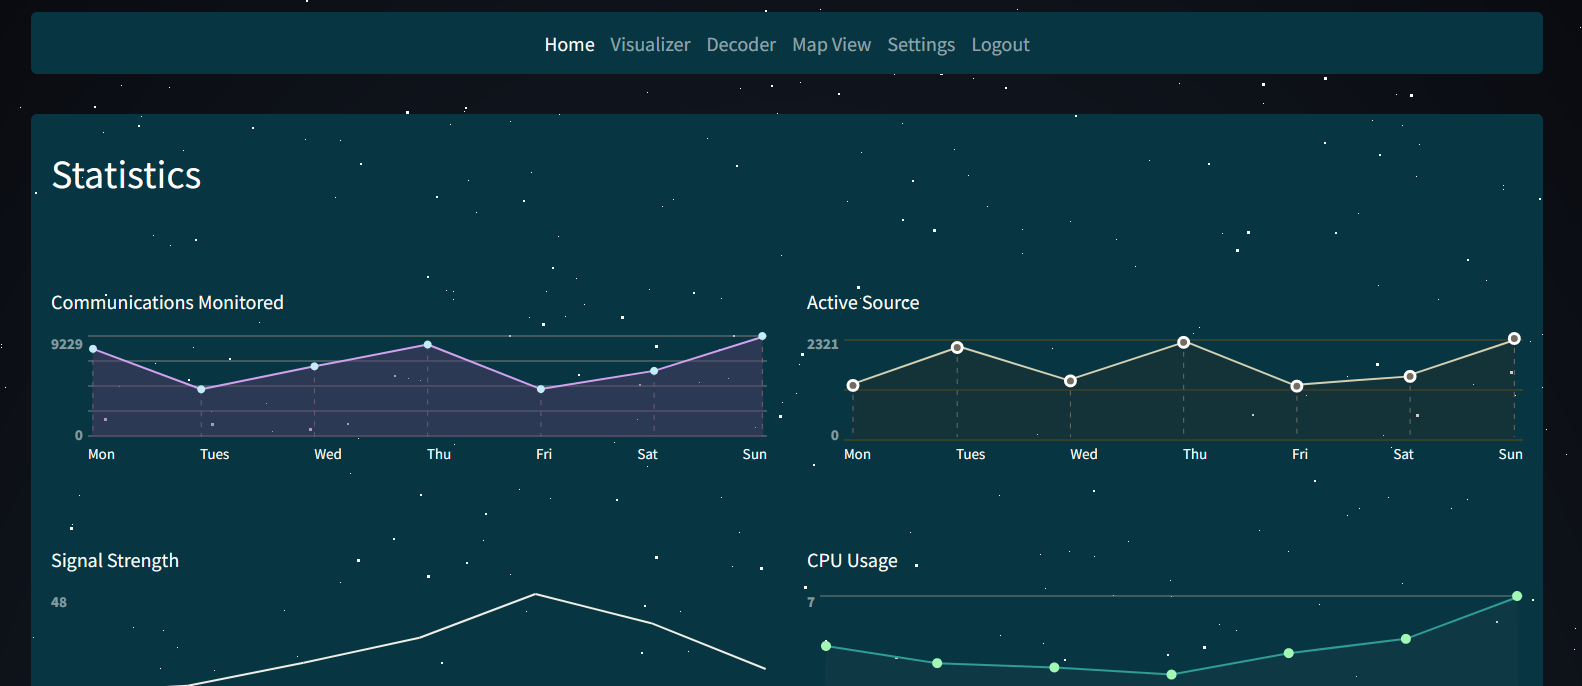 Home Visualizer Decoder Map View Settings Logout
Statistics
Communications Monitored
9229
0
Mon Tues Wed Thu Fri Sat Sun
Active Source
2321
0
Mon Tues Wed Thu Fri Sat Sun
Signal Strength
48
CPU Usage
7